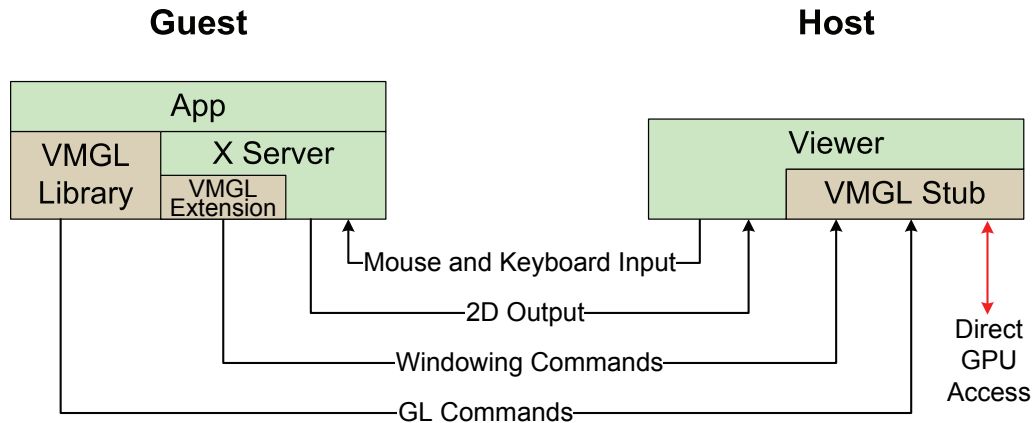 Guest
Host
App
VMGL
Library
X Server
VMGL
Extension
Viewer
VMGL Stub
Mouse and Keyboard Input
2D Output
Windowing Commands
GL Commands
Direct
GPU
Access